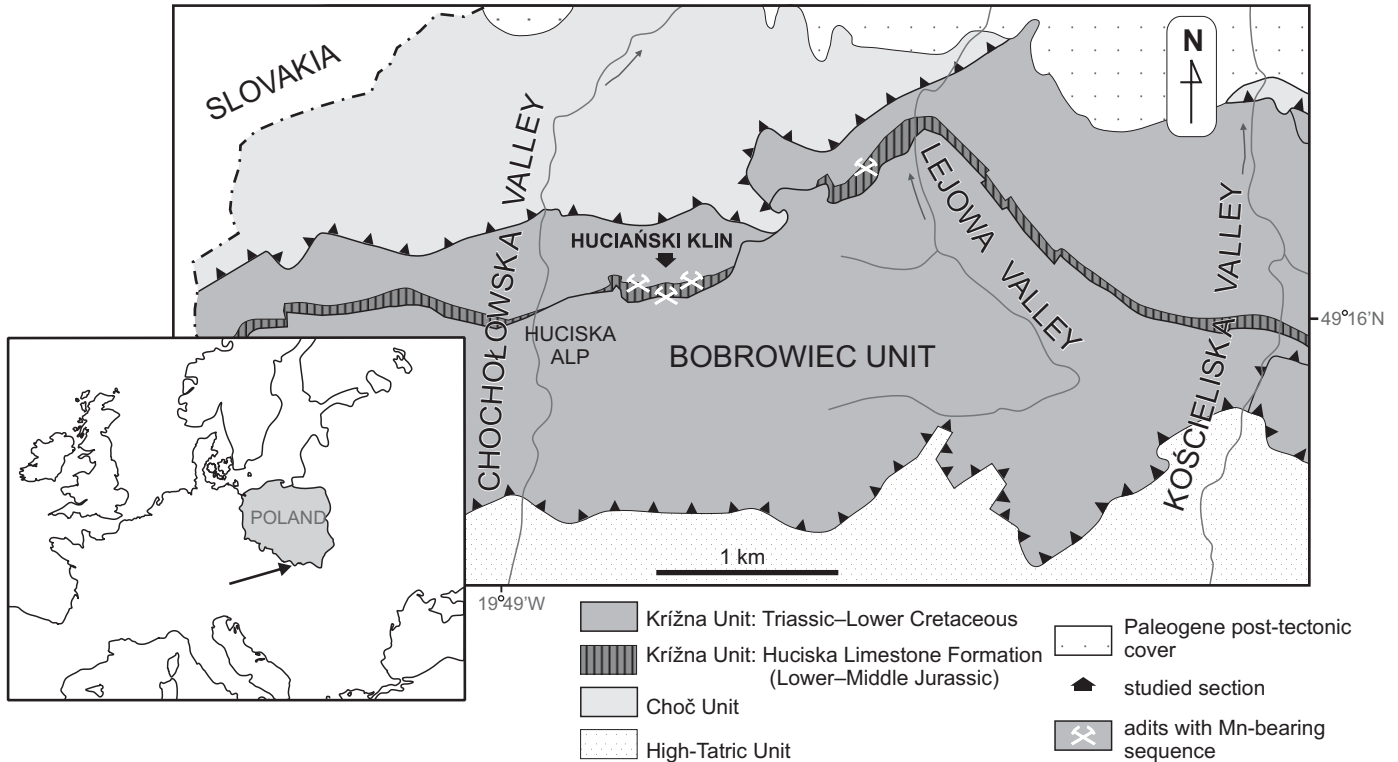 SLOVAKIA
CHOCHOŁOWSKA VALLEY
HUCIAŃSKI KLIN
HUCISKA
ALP
BOBROWIEC UNIT
LEJOWA VALLEY
KOŚCIELISKA VALLEY
N
49°16'N
1 km
19°49'W
POLAND
Krížna Unit: Triassic–Lower Cretaceous
Krížna Unit: Huciska Limestone Formation
(Lower–Middle Jurassic)
Choč Unit
High-Tatric Unit
Paleogene post-tectonic
cover
studied section
adits with Mn-bearing
sequence